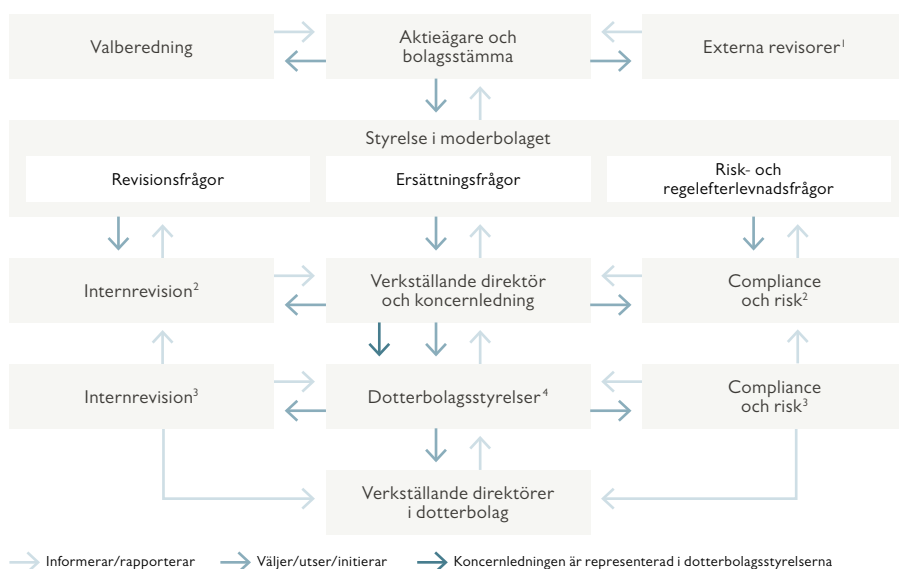 Valberedning
Aktieägare och
bolagsstämma
Externa revisorer¹
Styrelse i moderbolaget
Revisionsfrågor
Ersättningsfrågor
Risk- och
regelefterlevnadsfrågor
Internrevision²
Verkställande direktör
och koncernledning
Compliance
och risk²
Internrevision³
Dotterbolagsstyrelser⁴
Compliance
och risk³
Verkställande direktörer
i dotterbolag
Informerar/rapporterar
Väljer/utser/initierar
Koncernledningen är representerad i dotterbolagsstyrelserna